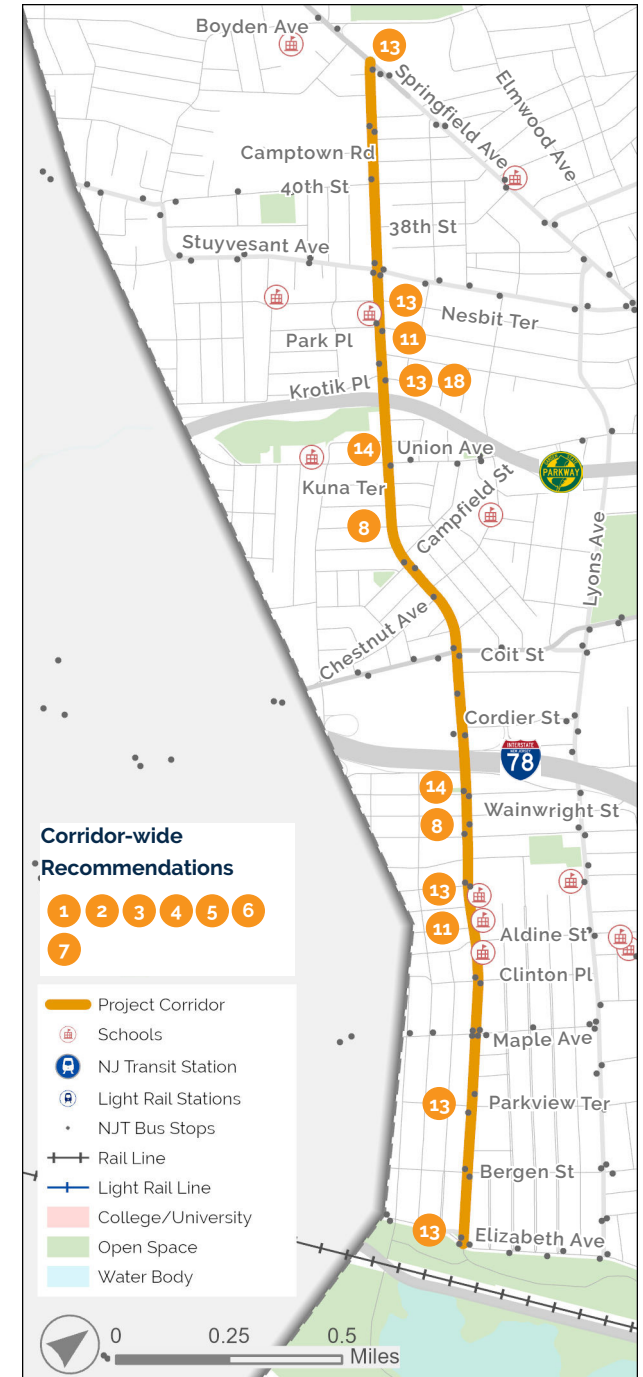 Boyden Ave
13
Springfield Ave
Elmwood Ave
Camptown Rd
40th St
38th St
Stuyvesant Ave
13
Nesbit Ter
11
Park Pl
Krotik Pl
13 18
14
Union Ave
PARKWAY
Kuna Ter
Campfield St
8
Lyons Ave
Chestnut Ave
Coit St
Cordier St
INTERSTATE
NEW JERSEY
78
14
Wainwright St
8
Corridor-wide
Recommendations
1 2 3 4 5 6
7
13
11
Aldine St
Clinton Pl
Maple Ave
13
Parkview Ter
Bergen St
13
Elizabeth Ave
Project Corridor
Schools
NJ Transit Station
Light Rail Stations
NJT Bus Stops
Rail Line
Light Rail Line
College/University
Open Space
Water Body
0 0.25 0.5
Miles